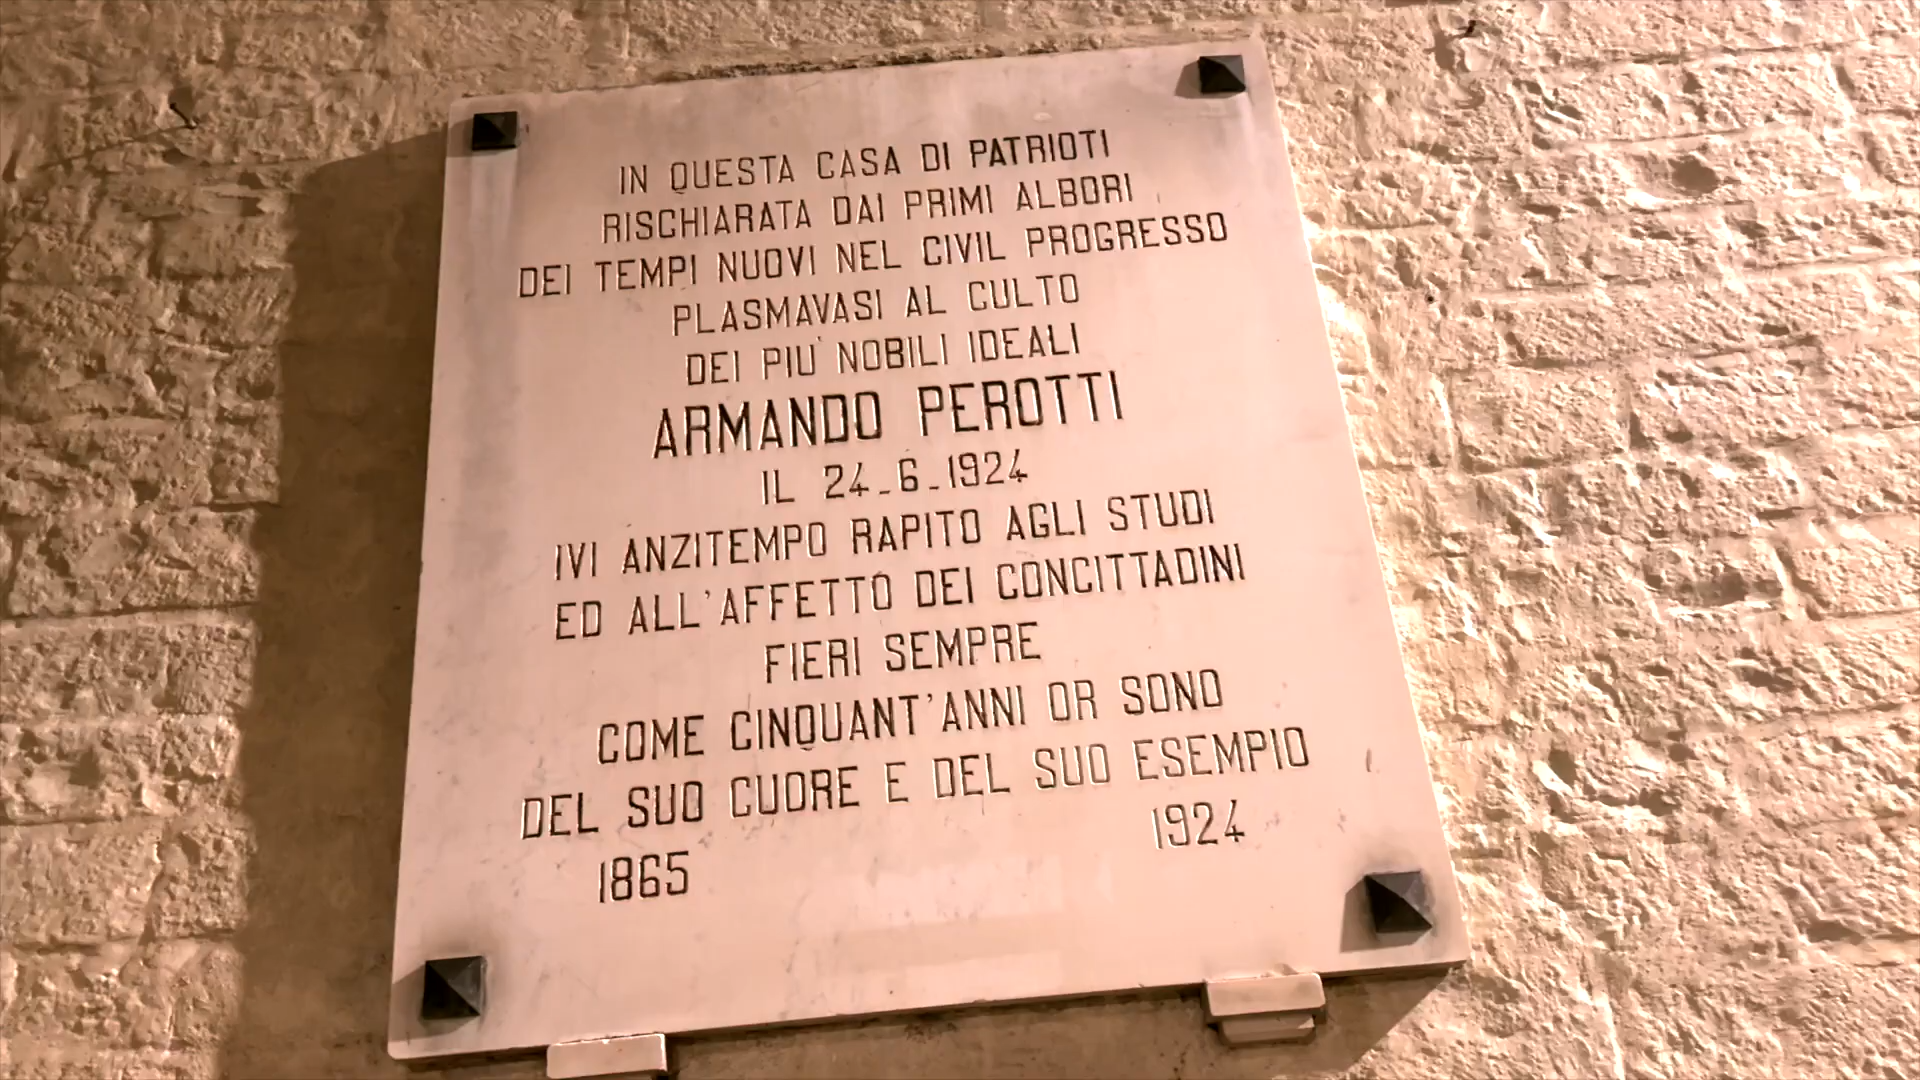 IN QUESTA CASA DI PATRIOTI
RISCHIARATA DAI PRIMI ALBORI
DEI TEMPI NUOVI NEL CIVIL PROGRESSO
PLASMAVASI AL CULTO
DEI PIU' NOBILI IDEALI
ARMANDO PEROTTI
IL 24-6-1924
IVI ANZITEMPO RAPITO AGLI STUDI
ED ALL'AFFETTO DEI CONCITTADINI
FIERI SEMPRE
COME CINQUANT'ANNI OR SONO
DEL SUO CUORE E DEL SUO ESEMPIO
1865 1924